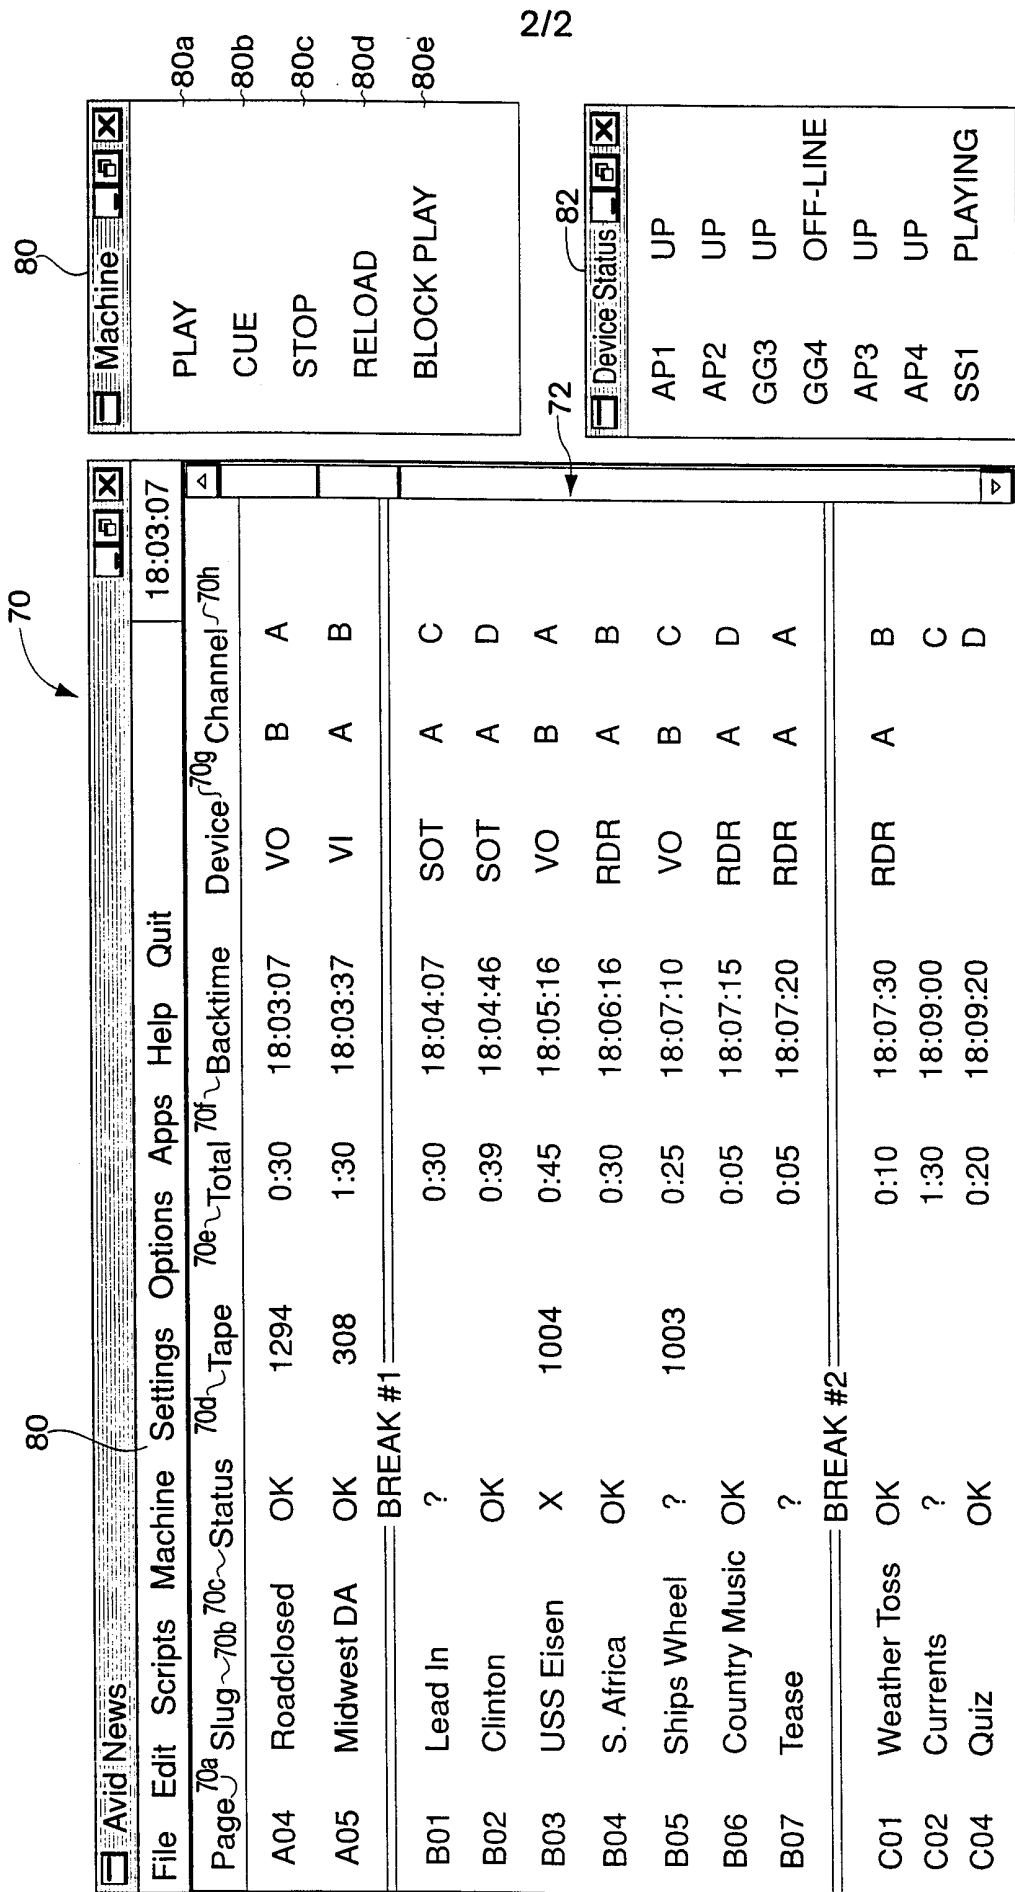 2/2
70
Avid News
File Edit Scripts Machine Settings Options Apps Help Quit 18:03:07
80
Page 70a Slug 70b 70c Status 70d Tape 70e Total 70f Backtime Device 70g Channel 70h
A04 Roadclosed OK 1294 0:30 18:03:07 VO B A
A05 Midwest DA OK 308 1:30 18:03:37 VI A B
BREAK #1
B01 Lead In ? 0:30 18:04:07 SOT A C
B02 Clinton OK 0:39 18:04:46 SOT A D
B03 USS Eisen X 1004 0:45 18:05:16 VO B A
B04 S. Africa OK 0:30 18:06:16 RDR A B
B05 Ships Wheel ? 1003 0:25 18:07:10 VO B C
B06 Country Music OK 0:05 18:07:15 RDR A D
B07 Tease ? 0:05 18:07:20 RDR A A
BREAK #2
C01 Weather Toss OK 0:10 18:07:30 RDR A B
C02 Currents ? 1:30 18:09:00 C
C04 Quiz OK 0:20 18:09:20 D
72
80
Machine
PLAY 80a
CUE 80b
STOP 80c
RELOAD 80d
BLOCK PLAY 80e
82
Device Status
AP1 UP
AP2 UP
GG3 UP
GG4 OFF-LINE
AP3 UP
AP4 UP
SS1 PLAYING